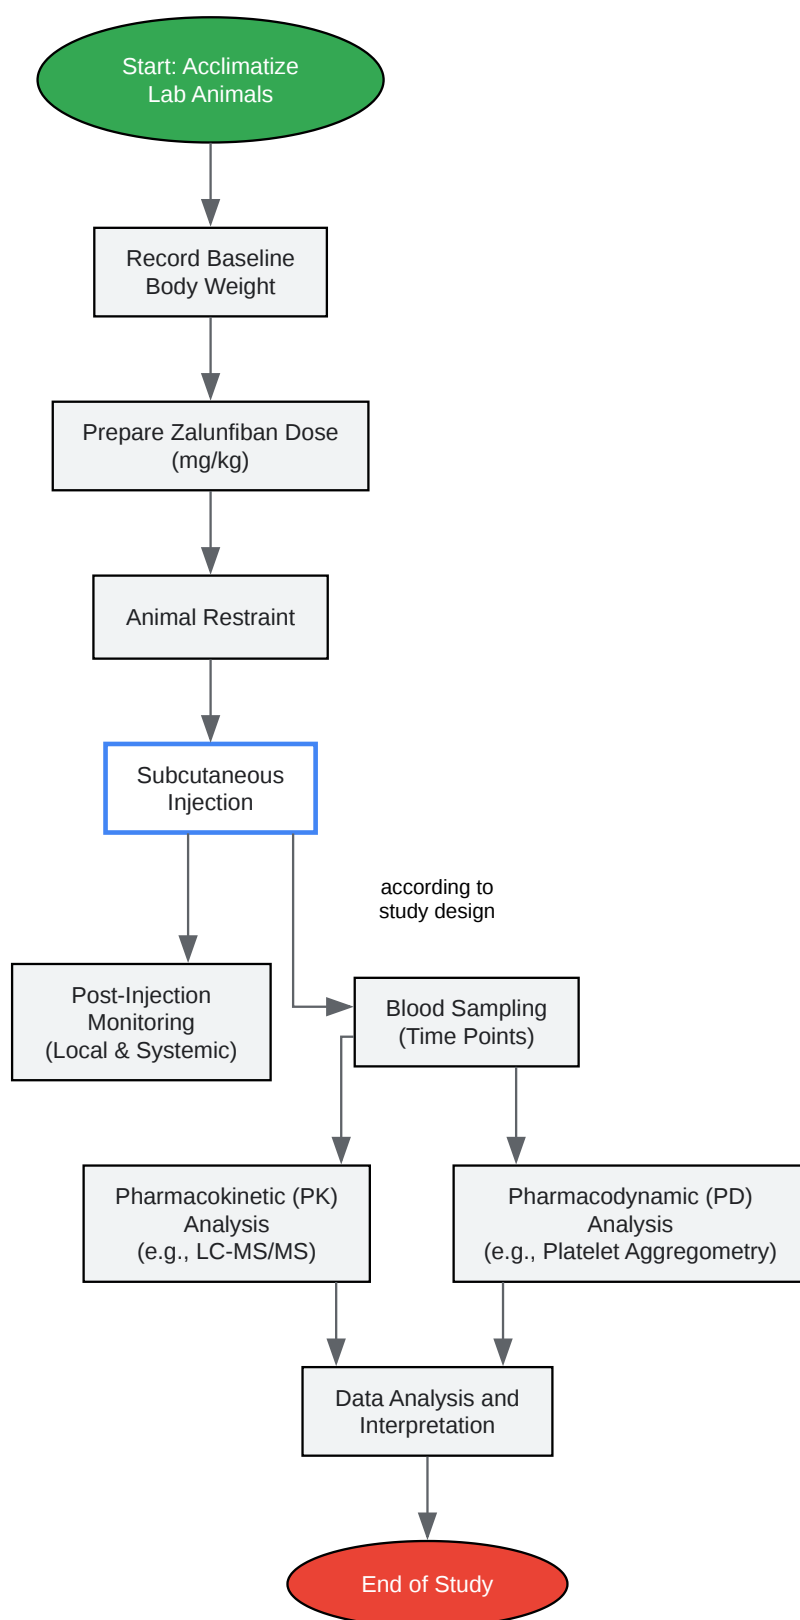 Start: Acclimatize
Lab Animals
Record Baseline
Body Weight
Prepare Zalunfiban Dose
(mg/kg)
Animal Restraint
Subcutaneous
Injection
according to
study design
Post-Injection
Monitoring
(Local & Systemic)
Blood Sampling
(Time Points)
Pharmacokinetic (PK)
Analysis
(e.g., LC-MS/MS)
Pharmacodynamic (PD)
Analysis
(e.g., Platelet Aggregometry)
Data Analysis and
Interpretation
End of Study